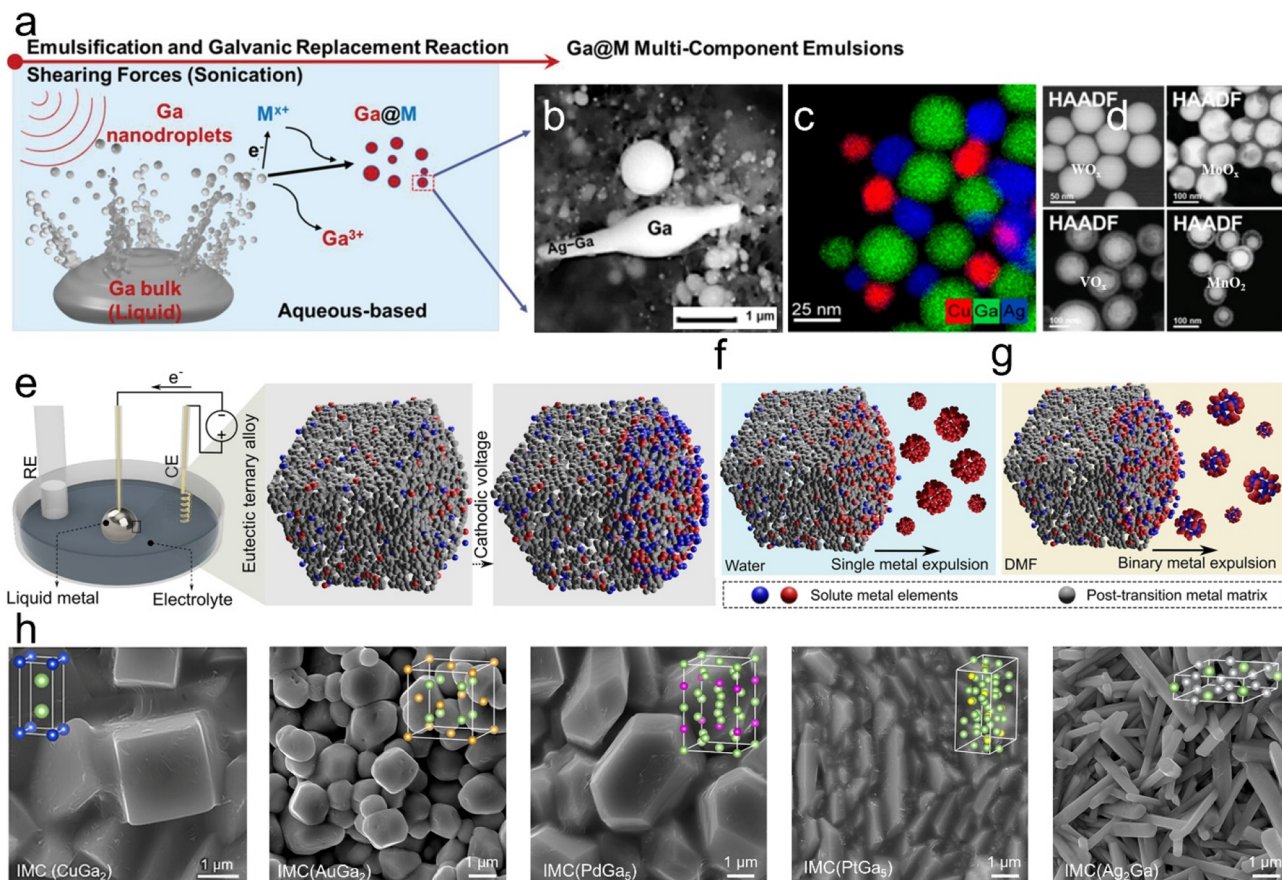 a
Emulsification and Galvanic Replacement Reaction
Ga@M Multi-Component Emulsions
Shearing Forces (Sonication)
Ga
nanodroplets
Mˣ⁺
e⁻
Ga@M
Ga³⁺
Ga bulk
(Liquid)
Aqueous-based
b
Ag–Ga
Ga
1 μm
c
25 nm
Cu Ga Ag
d
HAADF
WOₓ
50 nm
HAADF
MoOₓ
100 nm
HAADF
VOₓ
100 nm
HAADF
MnO₂
100 nm
e
e⁻
RE
CE
-
+
Liquid metal
Electrolyte
Eutectic ternary alloy
Cathodic voltage
f
Water
Single metal expulsion
g
DMF
Binary metal expulsion
Solute metal elements
Post-transition metal matrix
h
IMC (CuGa₂)
1 μm
IMC(AuGa₂)
1 μm
IMC(PdGa₅)
1 μm
IMC(PtGa₅)
1 μm
IMC(Ag₂Ga)
1 μm